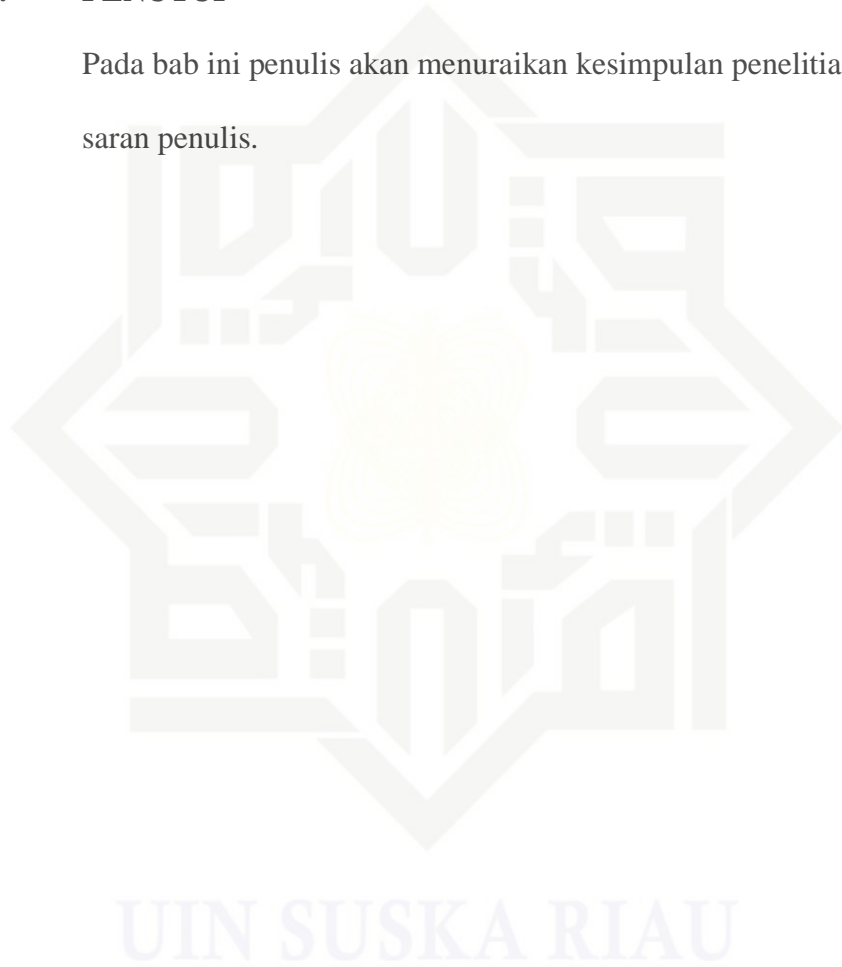 Pada bab ini penulis akan menuraikan kesimpulan penelitia
saran penulis.
UIN SUSKA RIAU